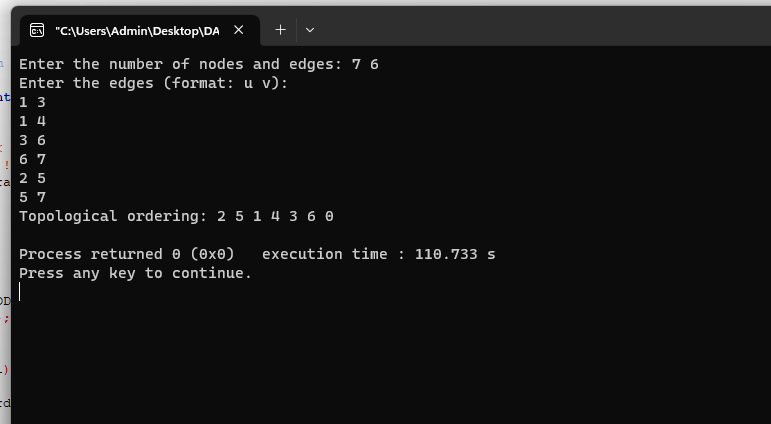 "C:\Users\Admin\Desktop\DA
Enter the number of nodes and edges: 7 6
Enter the edges (format: u v):
1 3
1 4
3 6
6 7
2 5
5 7
Topological ordering: 2 5 1 4 3 6 0
Process returned 0 (0x0)   execution time : 110.733 s
Press any key to continue.